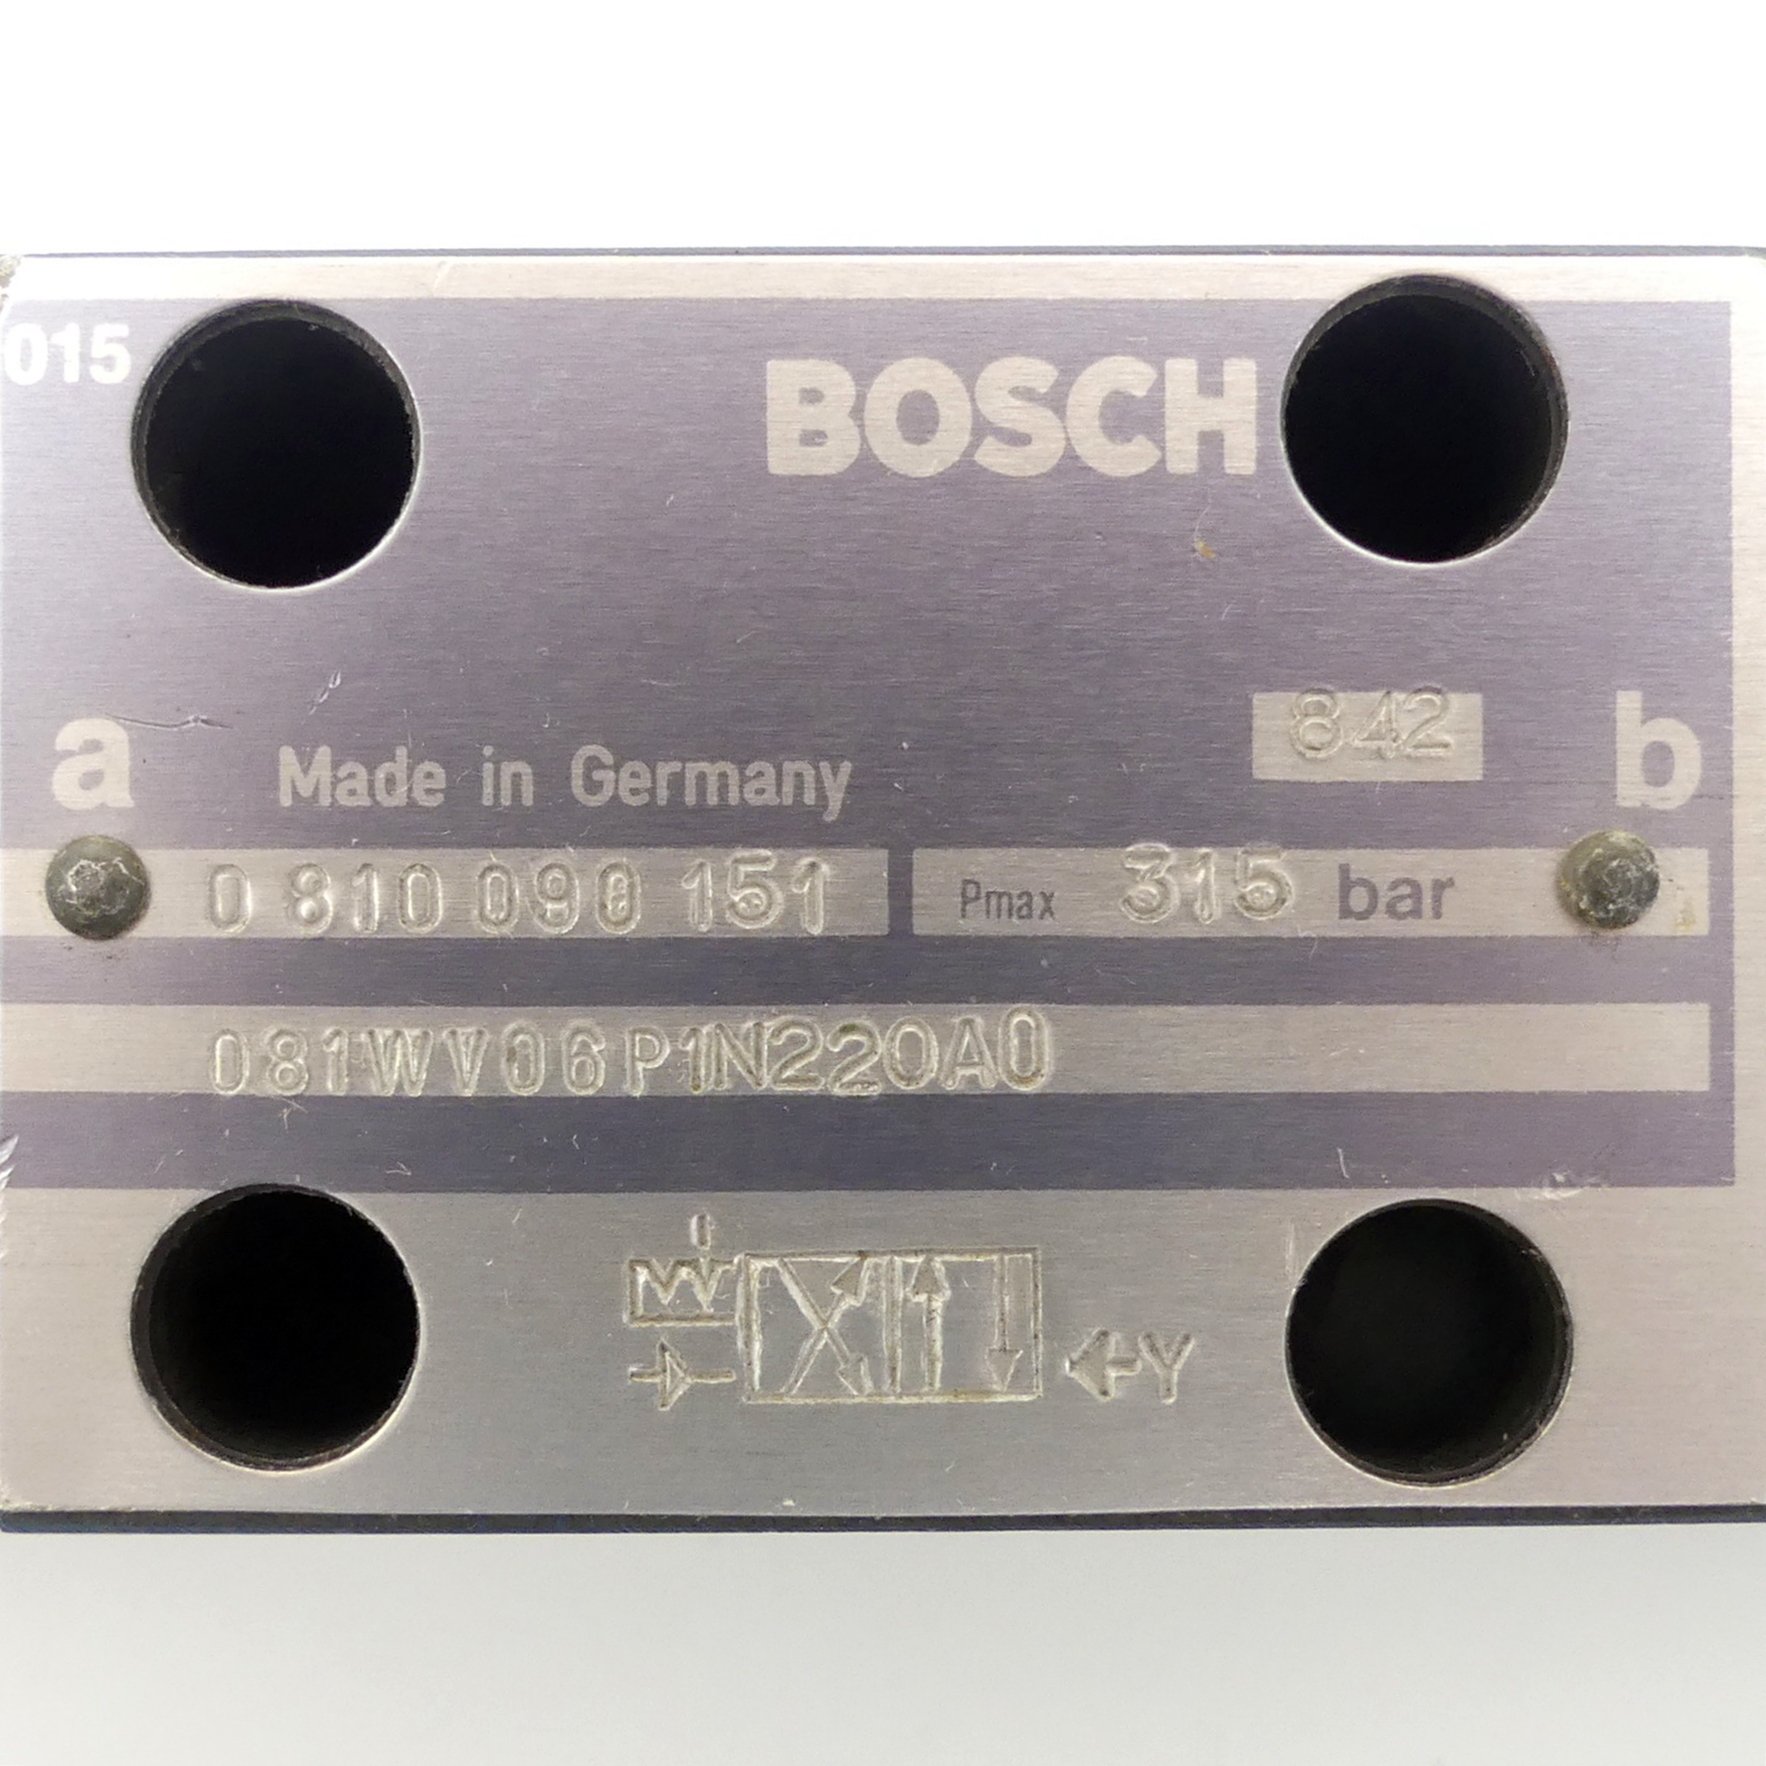 015
BOSCH
842
a
b
Made in Germany
0 810 090 151
Pmax 315 bar
081WV06P1N220A0
Y